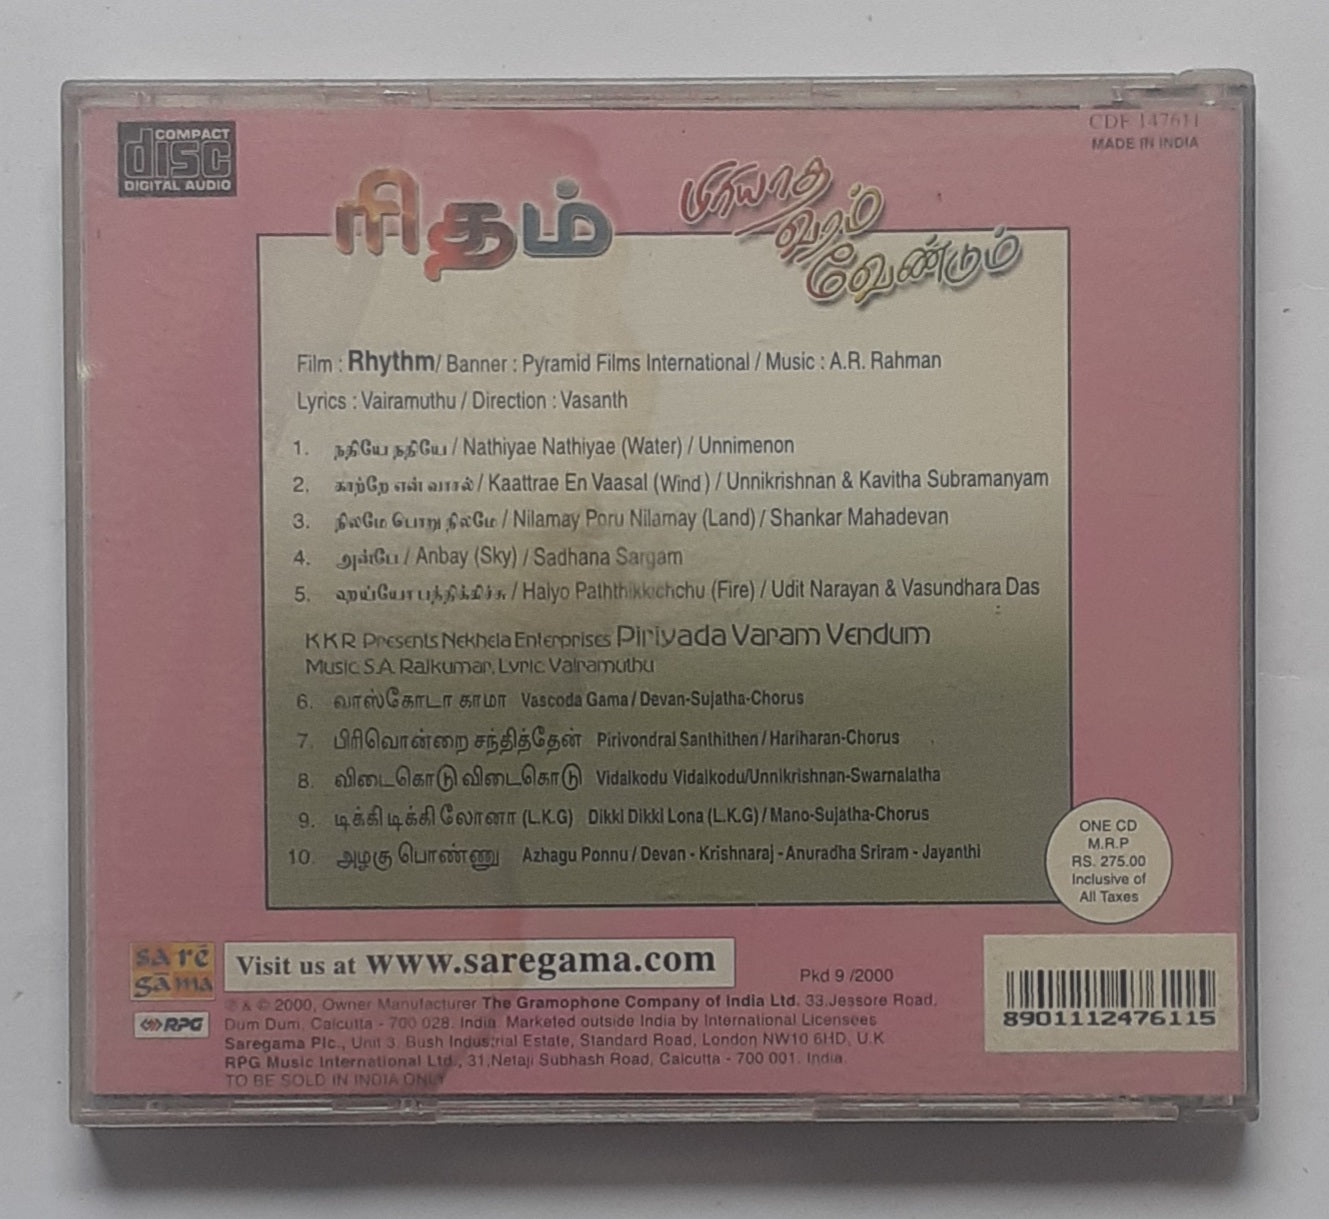 COMPACT
disc
DIGITAL AUDIO
CDF 147611
MADE IN INDIA
ரிதம்
பிரியாத
வரம்
வேண்டும்
Film : Rhythm/ Banner : Pyramid Films International / Music : A.R. Rahman
Lyrics : Vairamuthu / Direction : Vasanth
1. நதியே நதியே / Nathiyae Nathiyae (Water) / Unnimenon
2. காற்றே என் வாசல் / Kaattrae En Vaasal (Wind) / Unnikrishnan & Kavitha Subramanyam
3. நிலமே பொறு நிலமே / Nilamay Poru Nilamay (Land) / Shankar Mahadevan
4. அன்பே / Anbay (Sky) / Sadhana Sargam
5. ஹய்யோ பத்திக்கிச்சு / Haiyo Paththikkichchu (Fire) / Udit Narayan & Vasundhara Das
KKR Presents Nekhela Enterprises Piriyada Varam Vendum
Music S.A. Rajkumar, Lyric Vairamuthu
6. வாஸ்கோடா காமா Vascoda Gama / Devan-Sujatha-Chorus
7. பிரிவொன்றை சந்தித்தேன் Pirivondral Santhithen / Hariharan-Chorus
8. விடைகொடு விடைகொடு Vidaikodu Vidaikodu/Unnikrishnan-Swarnalatha
9. டிக்கி டிக்கி லோனா (L.K.G) Dikki Dikki Lona (L.K.G) / Mano-Sujatha-Chorus
10. அழகு பொண்ணு Azhagu Ponnu / Devan - Krishnaraj - Anuradha Sriram - Jayanthi
ONE CD
M.R.P
RS. 275.00
Inclusive of
All Taxes
sa re
gama
RPG
Visit us at www.saregama.com
Pkd 9 /2000
℗ & © 2000, Owner Manufacturer The Gramophone Company of India Ltd. 33,Jessore Road,
Dum Dum, Calcutta - 700 028. India. Marketed outside India by International Licensees
Saregama Plc., Unit 3. Bush Industrial Estate, Standard Road, London NW10 6HD, U.K
RPG Music International Ltd., 31,Netaji Subhash Road, Calcutta - 700 001. India.
TO BE SOLD IN INDIA ONLY
8901112476115